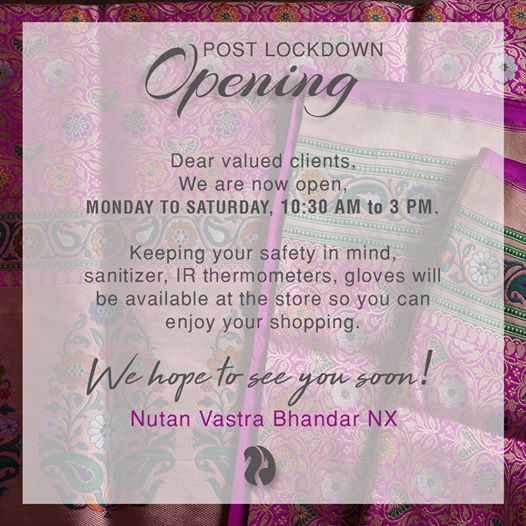 POST LOCKDOWN
Opening
Dear valued clients,
We are now open,
MONDAY TO SATURDAY, 10:30 AM to 3 PM.
Keeping your safety in mind,
sanitizer, IR thermometers, gloves will
be available at the store so you can
enjoy your shopping.
We hope to see you soon!
Nutan Vastra Bhandar NX